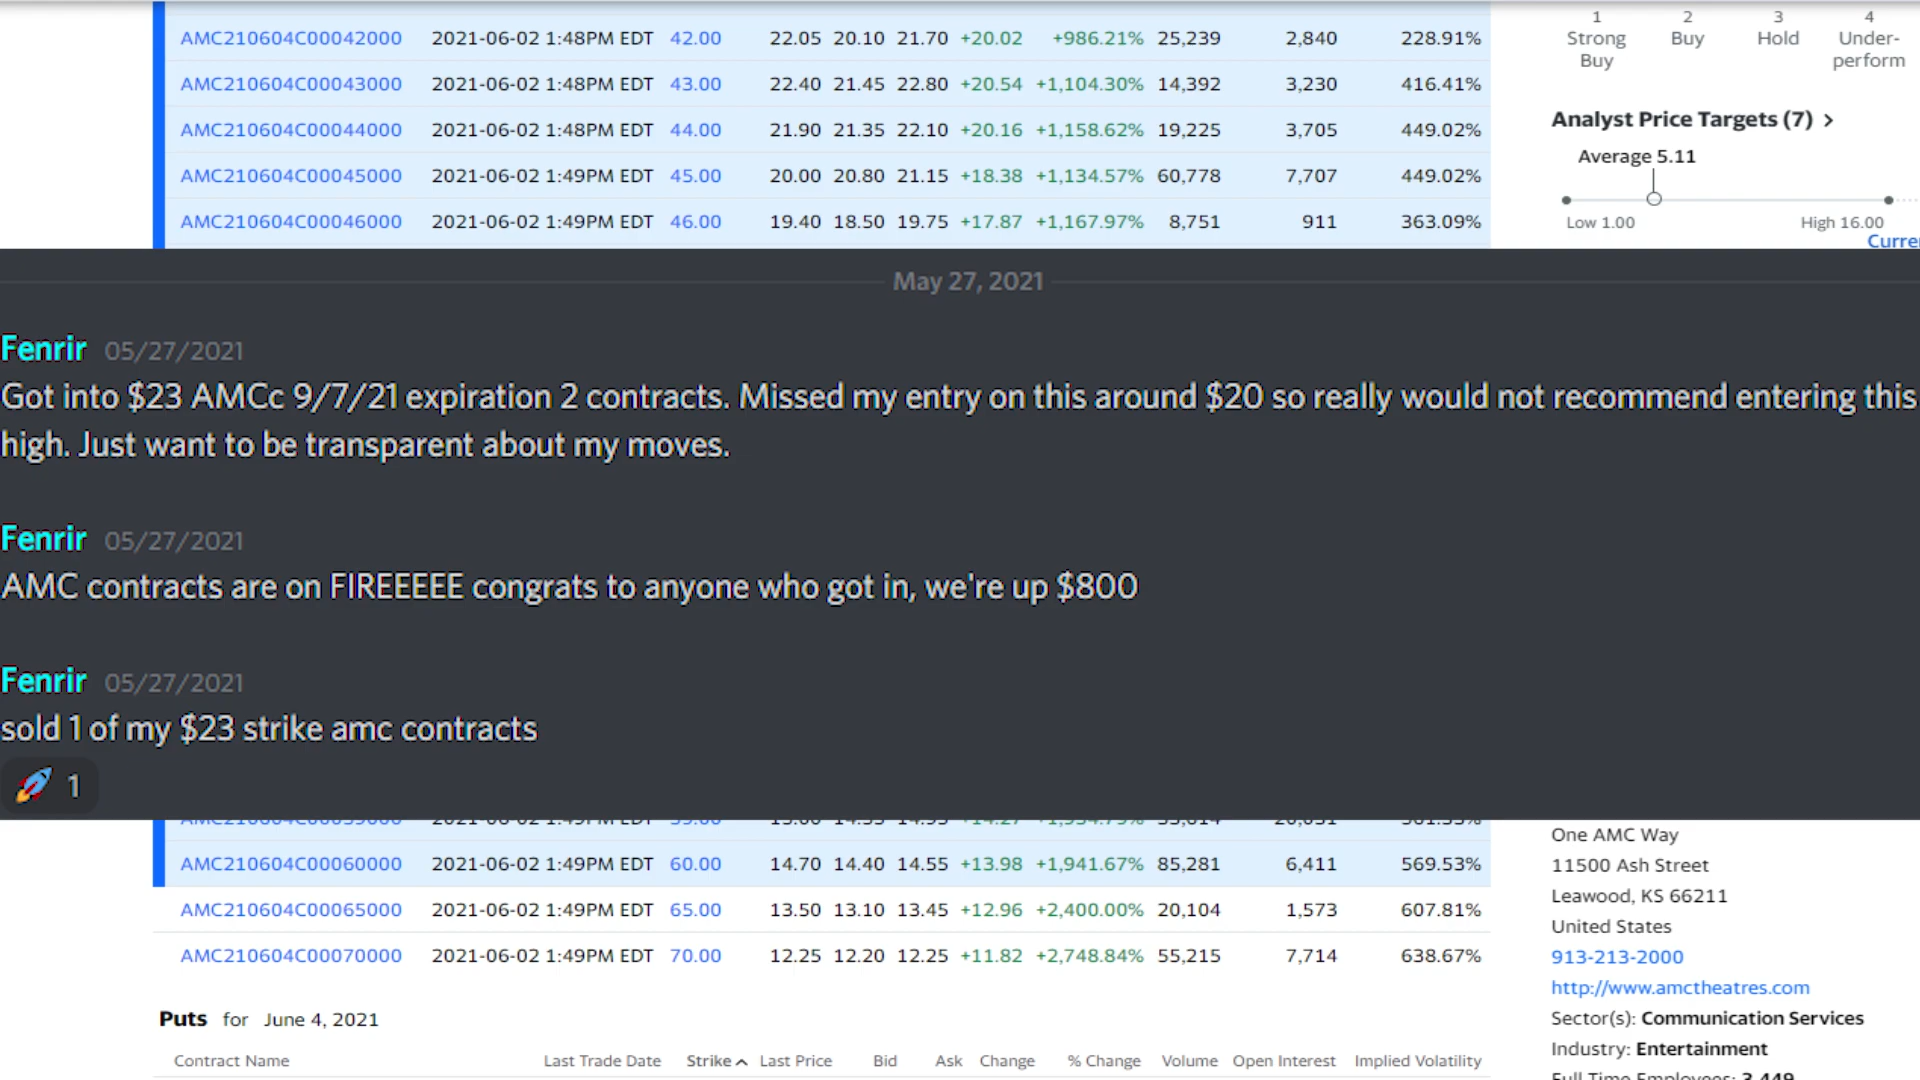 AMC210604C00042000 2021-06-02 1:48PM EDT 42.00 22.05 20.10 21.70 +20.02 +986.21% 25,239 2,840 228.91%
AMC210604C00043000 2021-06-02 1:48PM EDT 43.00 22.40 21.45 22.80 +20.54 +1,104.30% 14,392 3,230 416.41%
AMC210604C00044000 2021-06-02 1:48PM EDT 44.00 21.90 21.35 22.10 +20.16 +1,158.62% 19,225 3,705 449.02%
AMC210604C00045000 2021-06-02 1:49PM EDT 45.00 20.00 20.80 21.15 +18.38 +1,134.57% 60,778 7,707 449.02%
AMC210604C00046000 2021-06-02 1:49PM EDT 46.00 19.40 18.50 19.75 +17.87 +1,167.97% 8,751 911 363.09%
1 2 3 4
Strong Buy Hold Under-
Buy perform
Analyst Price Targets (7) >
Average 5.11
Low 1.00 High 16.00
Curre
May 27, 2021
Fenrir 05/27/2021
Got into $23 AMCc 9/7/21 expiration 2 contracts. Missed my entry on this around $20 so really would not recommend entering this
high. Just want to be transparent about my moves.
Fenrir 05/27/2021
AMC contracts are on FIREEEEE congrats to anyone who got in, we're up $800
Fenrir 05/27/2021
sold 1 of my $23 strike amc contracts
1
AMC210604C00060000 2021-06-02 1:49PM EDT 60.00 14.70 14.40 14.55 +13.98 +1,941.67% 85,281 6,411 569.53%
AMC210604C00065000 2021-06-02 1:49PM EDT 65.00 13.50 13.10 13.45 +12.96 +2,400.00% 20,104 1,573 607.81%
AMC210604C00070000 2021-06-02 1:49PM EDT 70.00 12.25 12.20 12.25 +11.82 +2,748.84% 55,215 7,714 638.67%
Puts for June 4, 2021
Contract Name Last Trade Date Strike Last Price Bid Ask Change % Change Volume Open Interest Implied Volatility
One AMC Way
11500 Ash Street
Leawood, KS 66211
United States
913-213-2000
http://www.amctheatres.com
Sector(s): Communication Services
Industry: Entertainment
Full Time Employees: 3,449